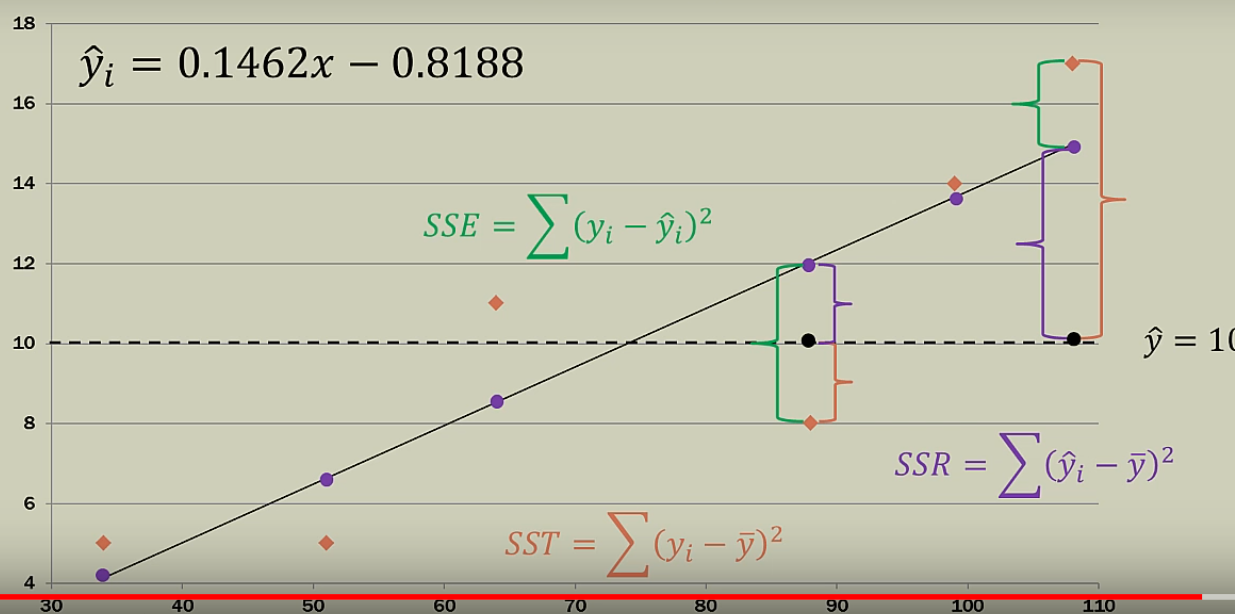 18
ŷᵢ = 0.1462x − 0.8188
16
14
SSE = ∑(yᵢ − ŷᵢ)²
12
10
ŷ = 10
8
SSR = ∑(ŷᵢ − ȳ)²
6
SST = ∑(yᵢ − ȳ)²
4
30 40 50 60 70 80 90 100 110